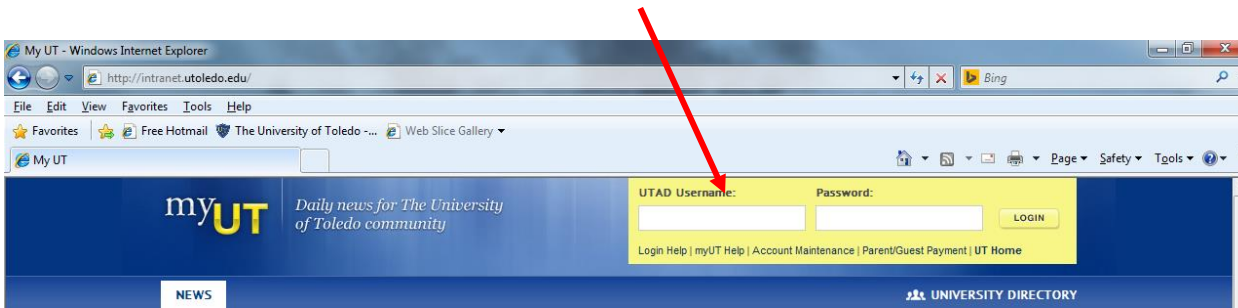 My UT - Windows Internet Explorer
http://intranet.utoledo.edu/
Bing
File Edit View Favorites Tools Help
Favorites Free Hotmail The University of Toledo -... Web Slice Gallery
My UT
Page Safety Tools
myUT
Daily news for The University
of Toledo community
UTAD Username: Password:
LOGIN
Login Help | myUT Help | Account Maintenance | Parent/Guest Payment | UT Home
NEWS
UNIVERSITY DIRECTORY